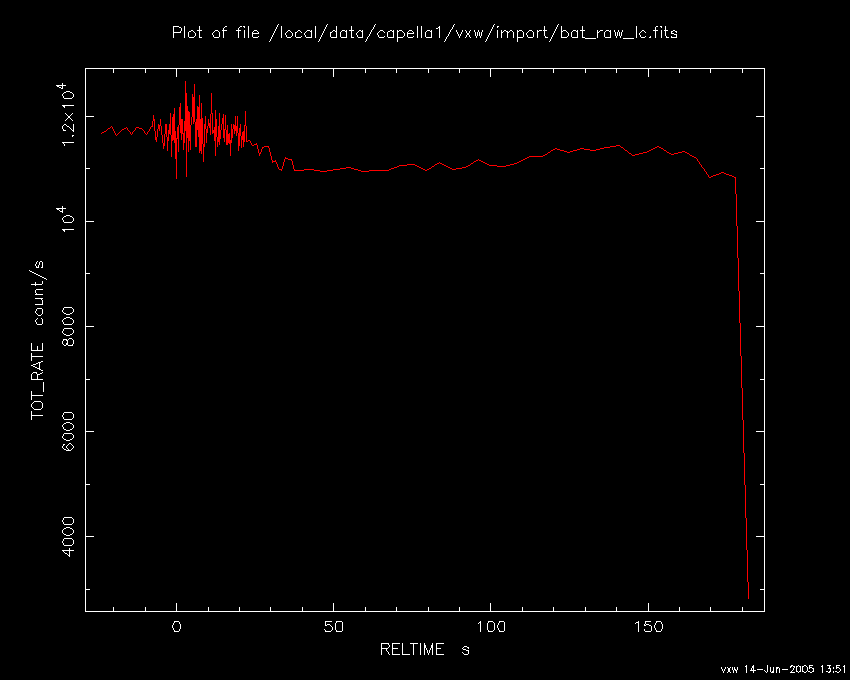 Plot of file /local/data/capella1/vxw/import/bat_raw_lc.fits
1.2×10⁴
10⁴
8000
6000
4000
TOT_RATE count/s
0 50 100 150
RELTIME s
vxw 14-Jun-2005 13:51